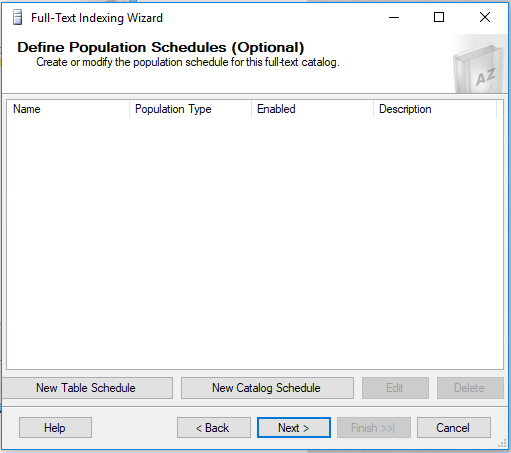 Full-Text Indexing Wizard
Define Population Schedules (Optional)
Create or modify the population schedule for this full-text catalog.
AZ
Name Population Type Enabled Description
New Table Schedule New Catalog Schedule Edit Delete
Help < Back Next > Finish >>| Cancel